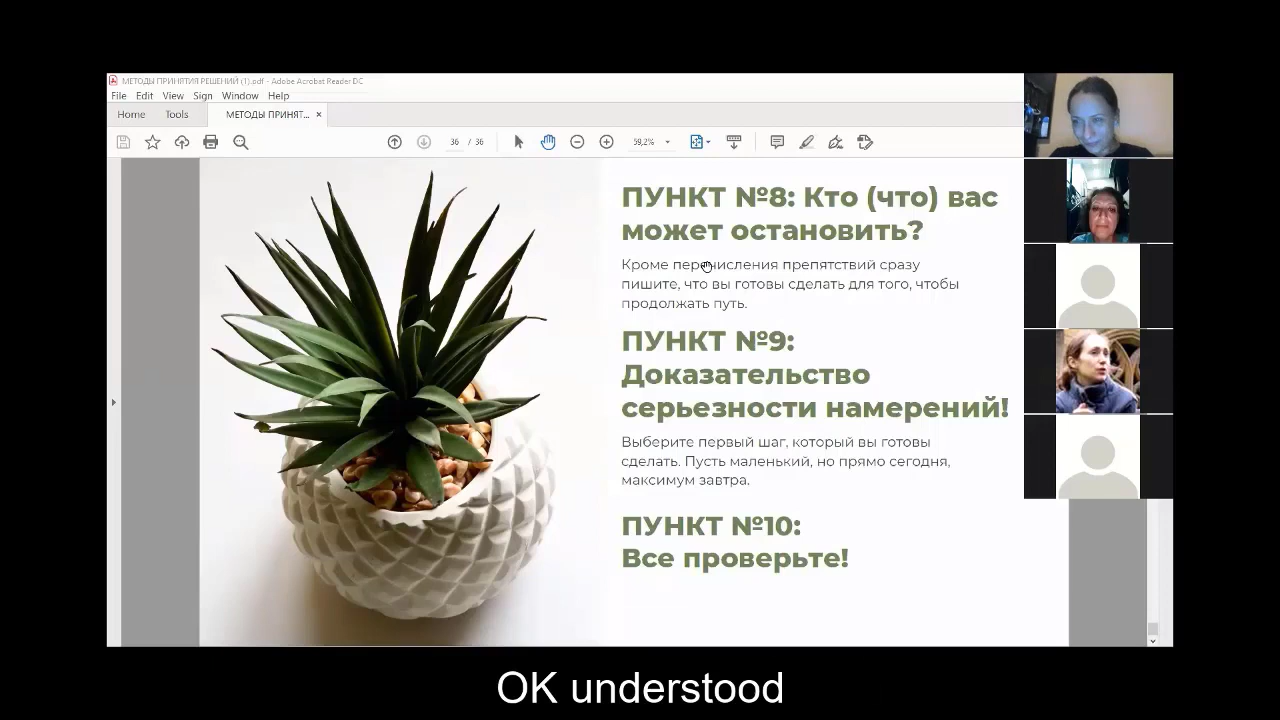 МЕТОДЫ ПРИНЯТИЯ РЕШЕНИЙ (1).pdf - Adobe Acrobat Reader DC
File Edit View Sign Window Help
Home Tools МЕТОДЫ ПРИНЯТ... ×
36 / 36 59,2%
ПУНКТ №8: Кто (что) вас
может остановить?
Кроме перечисления препятствий сразу
пишите, что вы готовы сделать для того, чтобы
продолжать путь.
ПУНКТ №9:
Доказательство
серьезности намерений!
Выберите первый шаг, который вы готовы
сделать. Пусть маленький, но прямо сегодня,
максимум завтра.
ПУНКТ №10:
Все проверьте!
OK understood